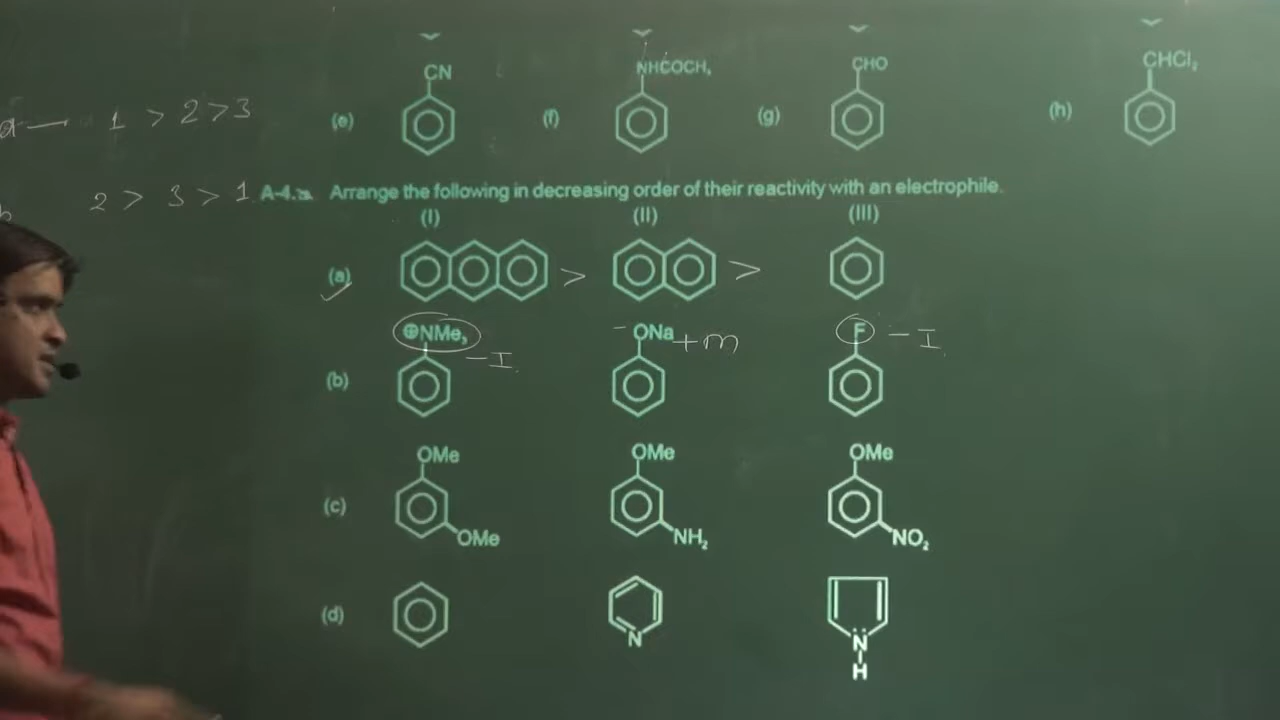 CN NHCOCH₃ CHO CHCl₂
(e) (f) (g) (h)
1 > 2 > 3
2 > 3 > 1
A-4. Arrange the following in decreasing order of their reactivity with an electrophile.
(I) (II) (III)
(a) > >
⊕NMe₃ ⁻ONa +m F -I
-I
(b)
OMe OMe OMe
(c)
OMe NH₂ NO₂
(d)
N N
H